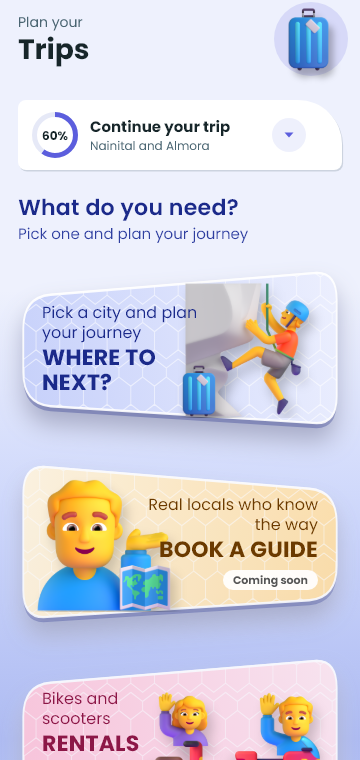 Plan your
Trips
60%
Continue your trip
Nainital and Almora
What do you need?
Pick one and plan your journey
Pick a city and plan
your journey
WHERE TO
NEXT?
Real locals who know
the way
BOOK A GUIDE
Coming soon
Bikes and
scooters
RENTALS